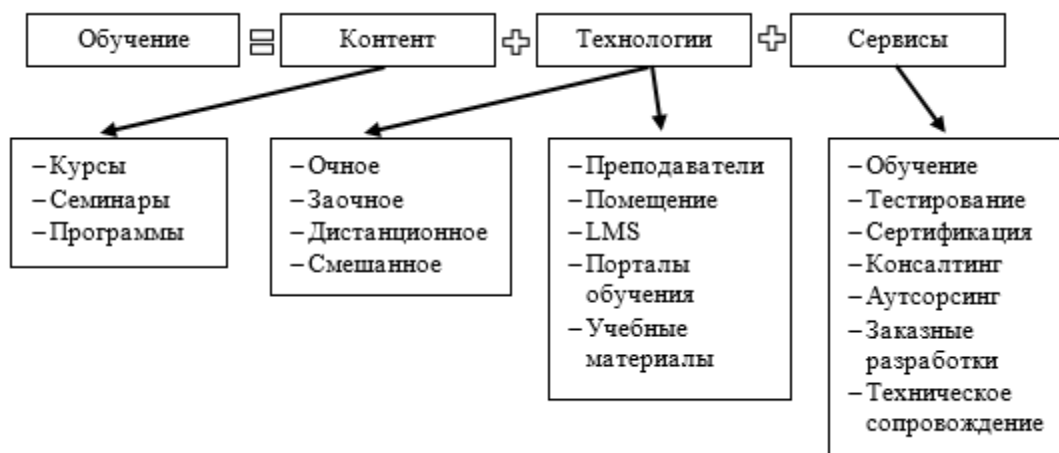 Обучение = Контент + Технологии + Сервисы
– Курсы
– Семинары
– Программы
– Очное
– Заочное
– Дистанционное
– Смешанное
– Преподаватели
– Помещение
– LMS
– Порталы
обучения
– Учебные
материалы
– Обучение
– Тестирование
– Сертификация
– Консалтинг
– Аутсорсинг
– Заказные
разработки
– Техническое
сопровождение